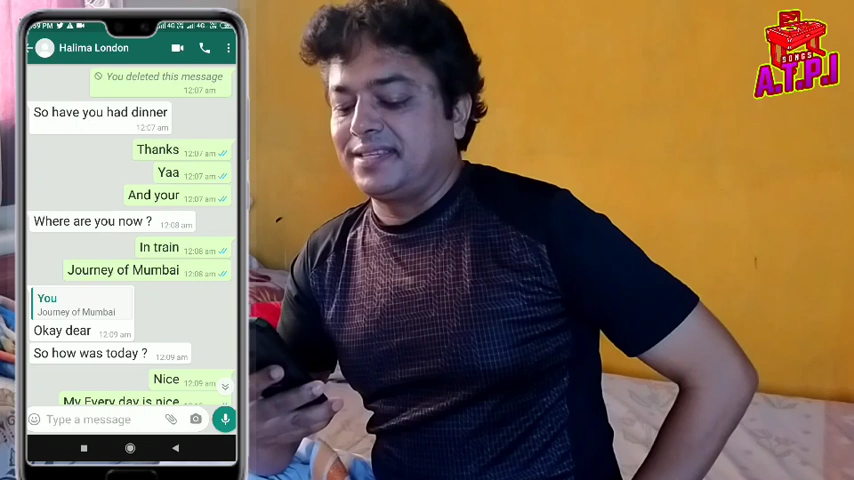 :59 PM
4G
4G
Halima London
You deleted this message
12:07 am
So have you had dinner
12:07 am
Thanks 12:07 am
Yaa 12:07 am
And your 12:07 am
Where are you now ? 12:08 am
In train 12:08 am
Journey of Mumbai 12:08 am
You
Journey of Mumbai
Okay dear 12:09 am
So how was today ? 12:09 am
Nice 12:09 am
My Every day is nice
Type a message
SONGS
A.T.P.I